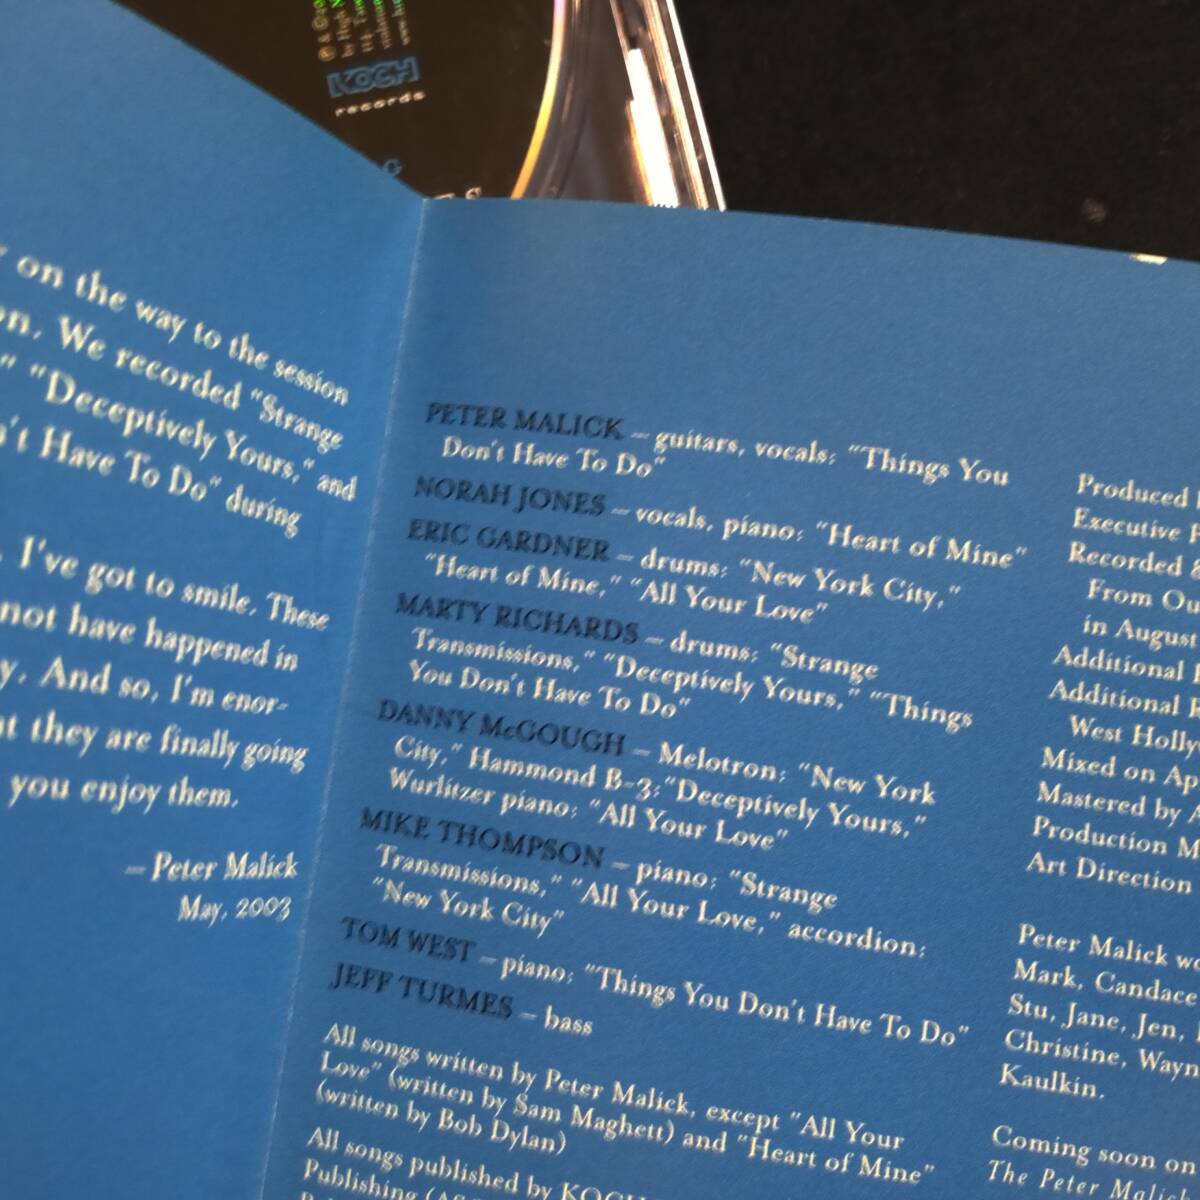 KOCH
records
on the way to the session
We recorded "Strange
"Deceptively Yours," and
Have To Do" during
I've got to smile. These
not have happened in
And so, I'm enor-
they are finally going
you enjoy them.
– Peter Malick
May, 2003
PETER MALICK – guitars, vocals: "Things You
Don't Have To Do"
NORAH JONES – vocals, piano: "Heart of Mine"
ERIC GARDNER – drums: "New York City,"
"Heart of Mine," "All Your Love"
MARTY RICHARDS – drums: "Strange
Transmissions," "Deceptively Yours," "Things
You Don't Have To Do"
DANNY McGOUGH – Melotron: "New York
City," Hammond B-3: "Deceptively Yours,"
Wurlitzer piano: "All Your Love"
MIKE THOMPSON – piano: "Strange
Transmissions," "All Your Love," accordion:
"New York City"
TOM WEST – piano: "Things You Don't Have To Do"
JEFF TURMES – bass
All songs written by Peter Malick, except "All Your
Love" (written by Sam Maghett) and "Heart of Mine"
(written by Bob Dylan)
All songs published by KOCH
Publishing
Produced
Executive
Recorded &
From Ou
in August
Additional
Additional
West Holly
Mixed on Ap
Mastered by
Production M
Art Direction
Peter Malick wo
Mark, Candace
Stu, Jane, Jen,
Christine, Wayn
Kaulkin.
Coming soon on
The Peter Malick